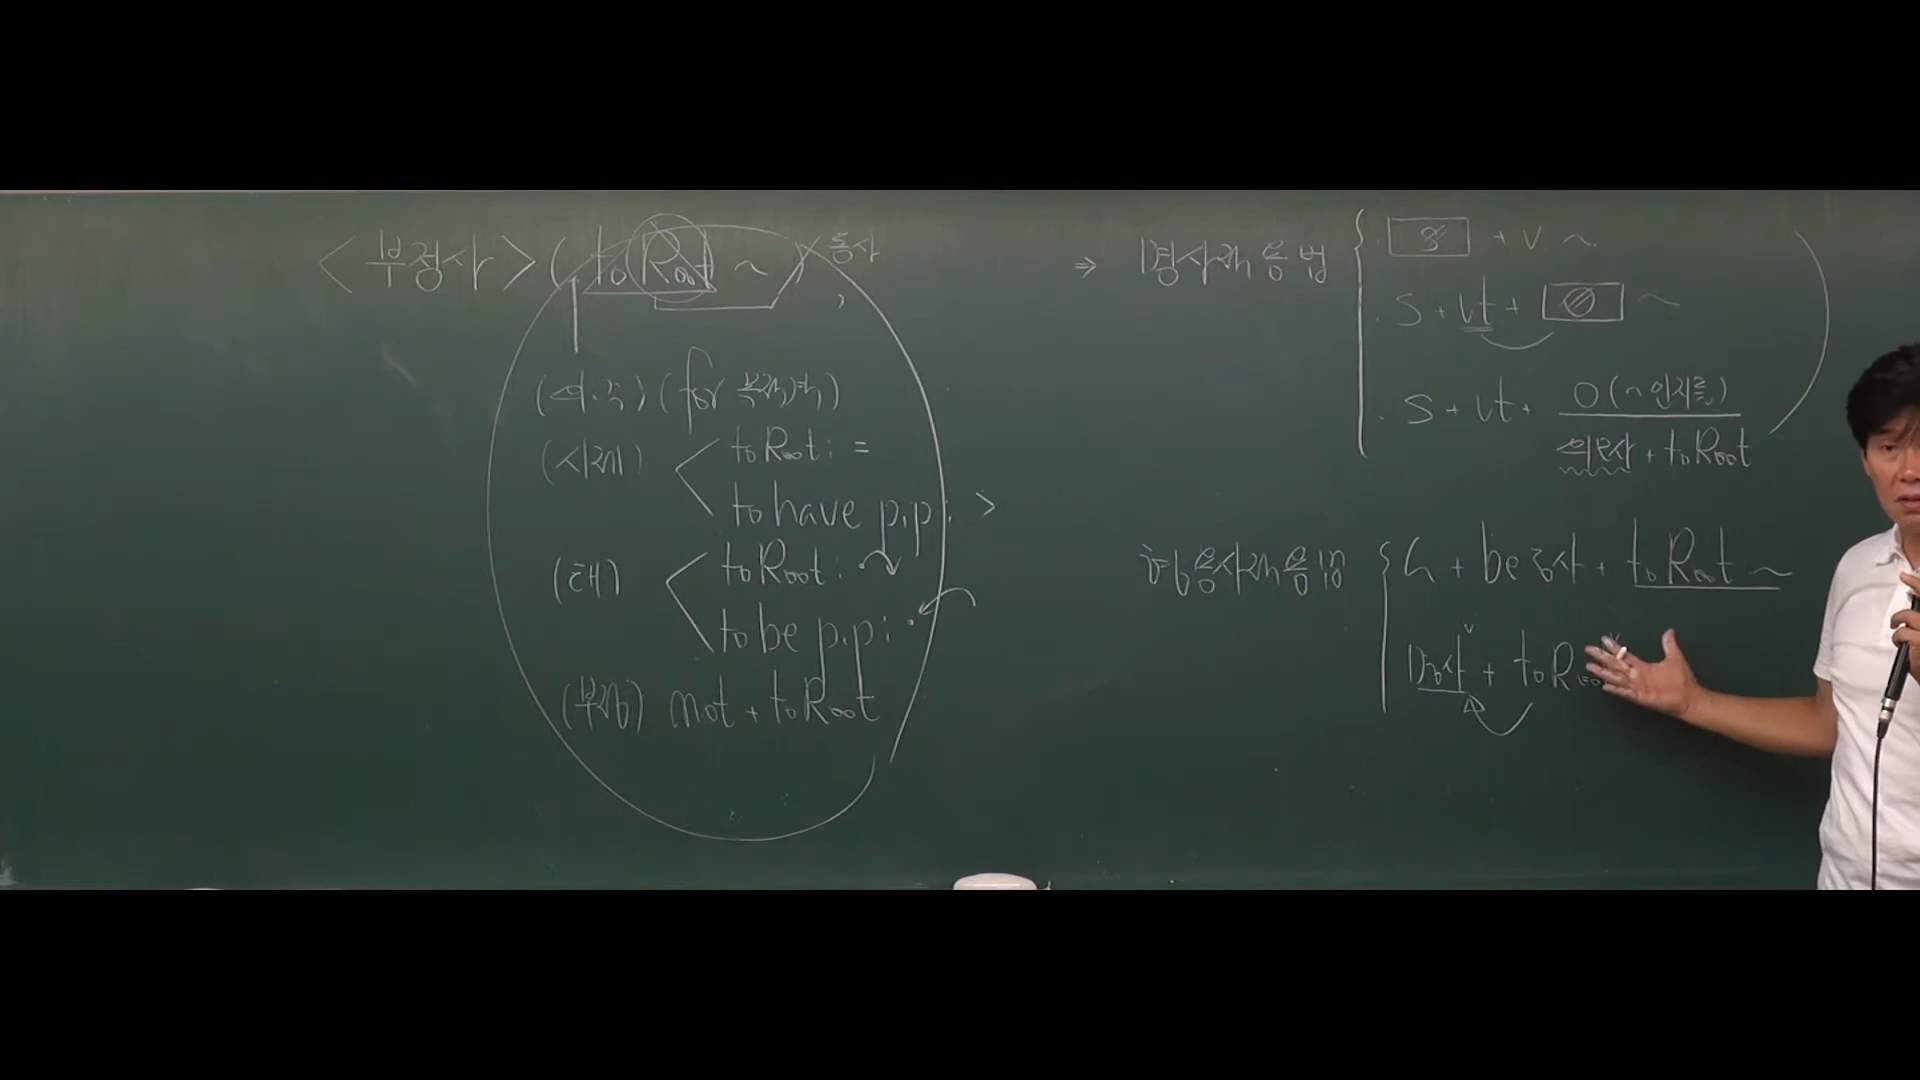 <부정사> (to Root ~ 동사
(의.주) (for 목적격)
(시제) to Root : =
to have p.p : >
(태) to Root :
to be p.p :
(부정) not + to Root
⇒ 명사적 용법
S + V ~
S + Vt + O ~
S + Vt + O (~인지를)
의문사 + to Root
형용사적 용법
S + be동사 + to Root ~
명사 + to Root